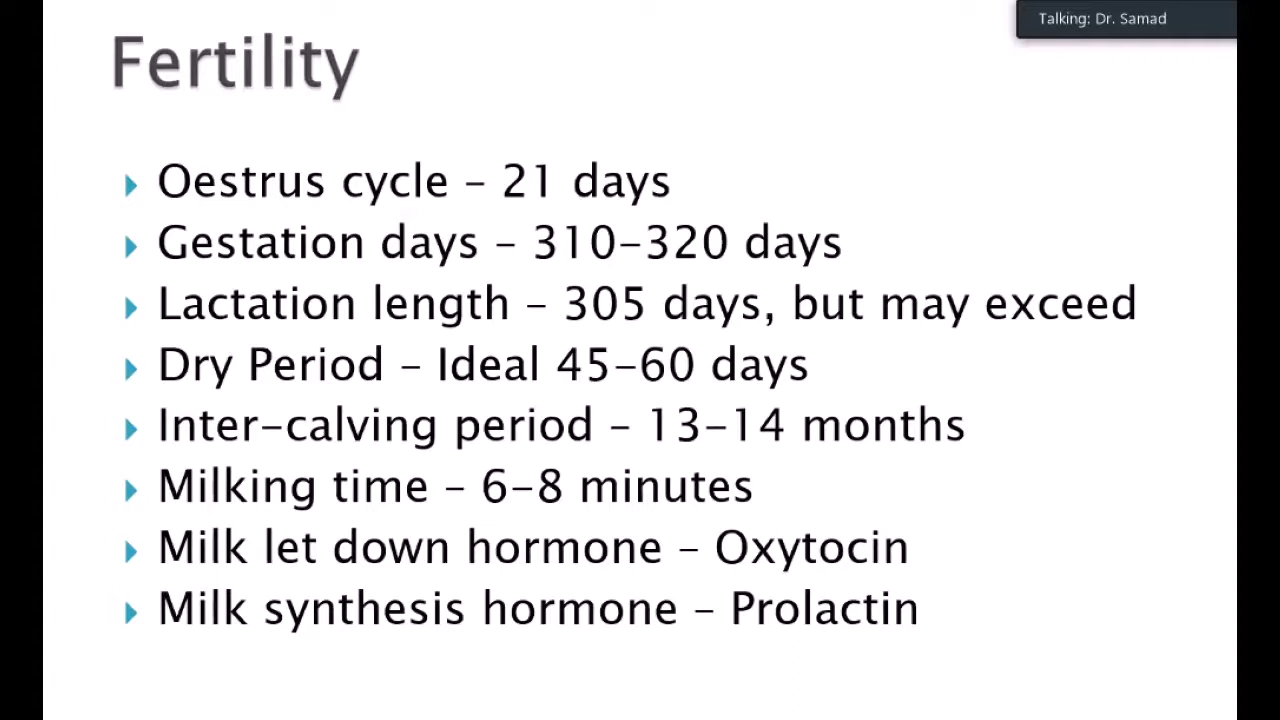 Talking: Dr. Samad
Fertility
Oestrus cycle – 21 days
Gestation days – 310–320 days
Lactation length – 305 days, but may exceed
Dry Period – Ideal 45–60 days
Inter-calving period – 13–14 months
Milking time – 6–8 minutes
Milk let down hormone – Oxytocin
Milk synthesis hormone – Prolactin